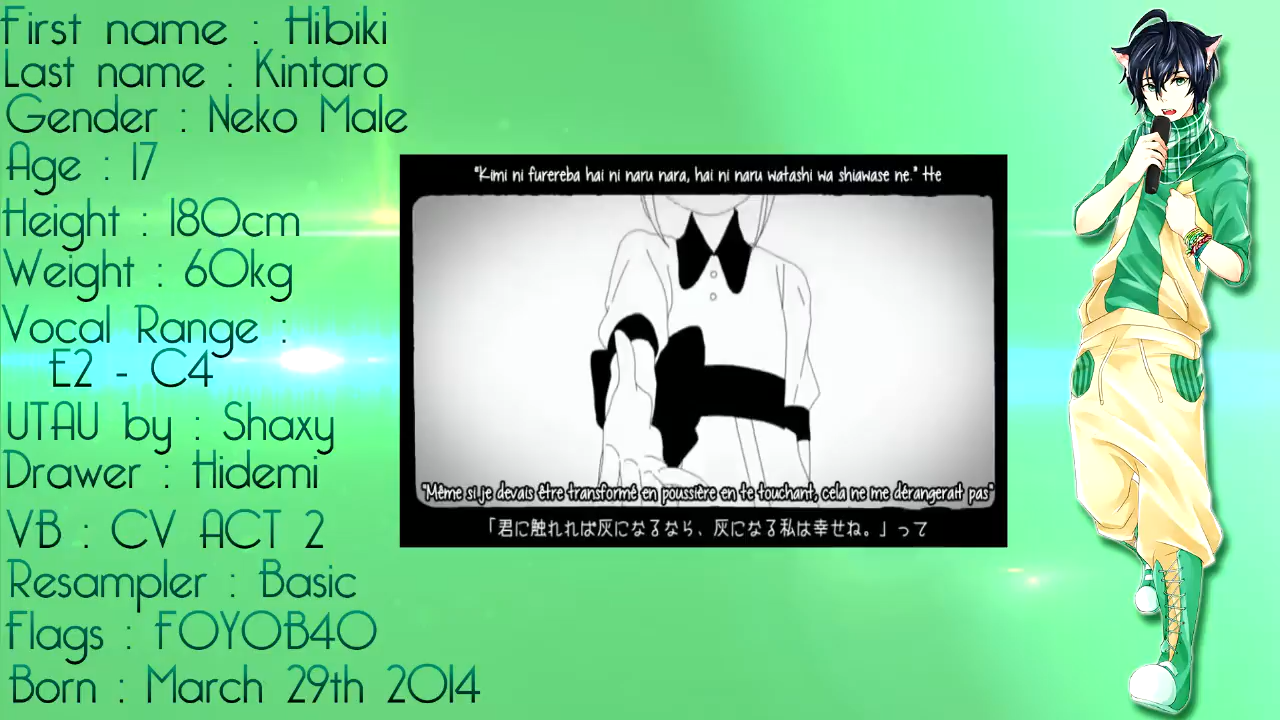 First name : Hibiki
Last name : Kintaro
Gender : Neko Male
Age : 17
Height : 180cm
Weight : 60kg
Vocal Range :
E2 - C4
UTAU by : Shaxy
Drawer : Hidemi
VB : CV ACT 2
Resampler : Basic
Flags : F0Y0B40
Born : March 29th 2014
"Kimi ni furereba hai ni naru nara, hai ni naru watashi wa shiawase ne." tte
"Même si je devais être transformé en poussière en te touchant, cela ne me dérangerait pas"
「君に触れれば灰になるなら、灰になる私は幸せね。」って